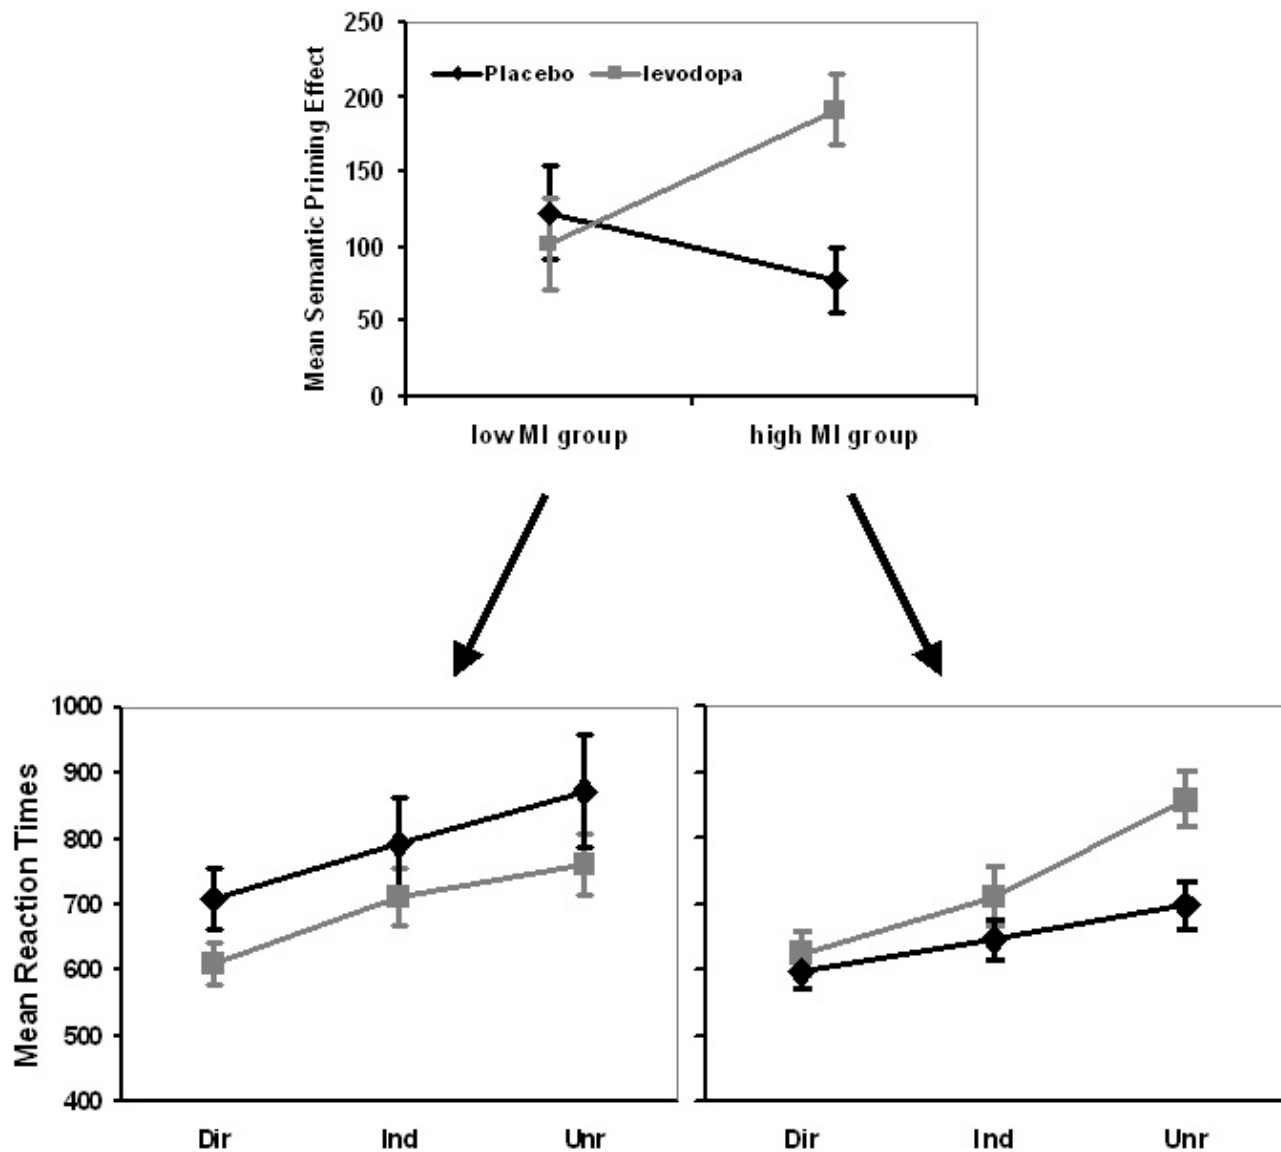 Mean Semantic Priming Effect
250
200
150
100
50
0
Placebo levodopa
low MI group high MI group
Mean Reaction Times
1000
900
800
700
600
500
400
Dir Ind Unr Dir Ind Unr